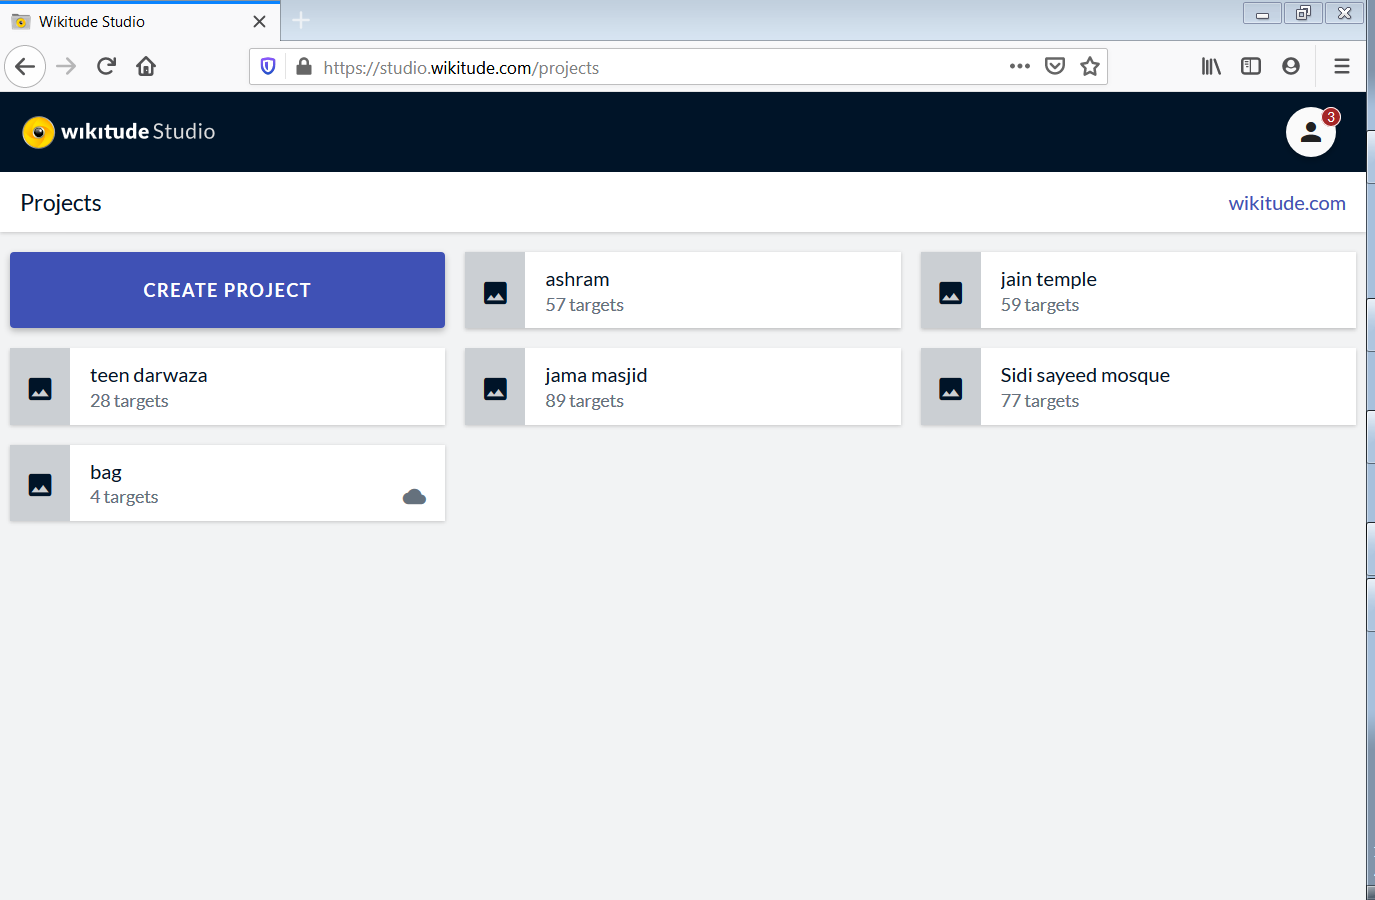 Wikitude Studio
https://studio.wikitude.com/projects
wikitude Studio
3
Projects
wikitude.com
CREATE PROJECT
ashram
57 targets
jain temple
59 targets
teen darwaza
28 targets
jama masjid
89 targets
Sidi sayeed mosque
77 targets
bag
4 targets